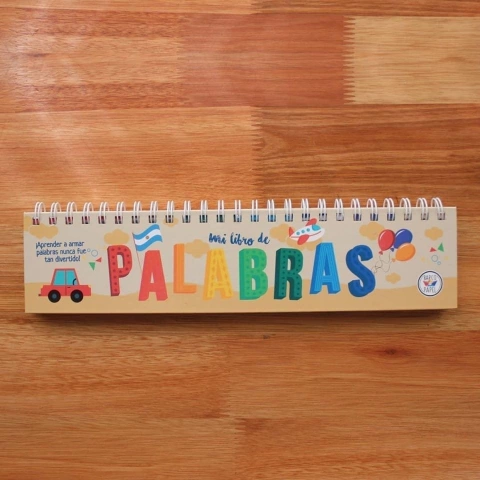 ¡Aprender a armar
palabras nunca fue
tan divertido!
mi libro de
PALABRAS